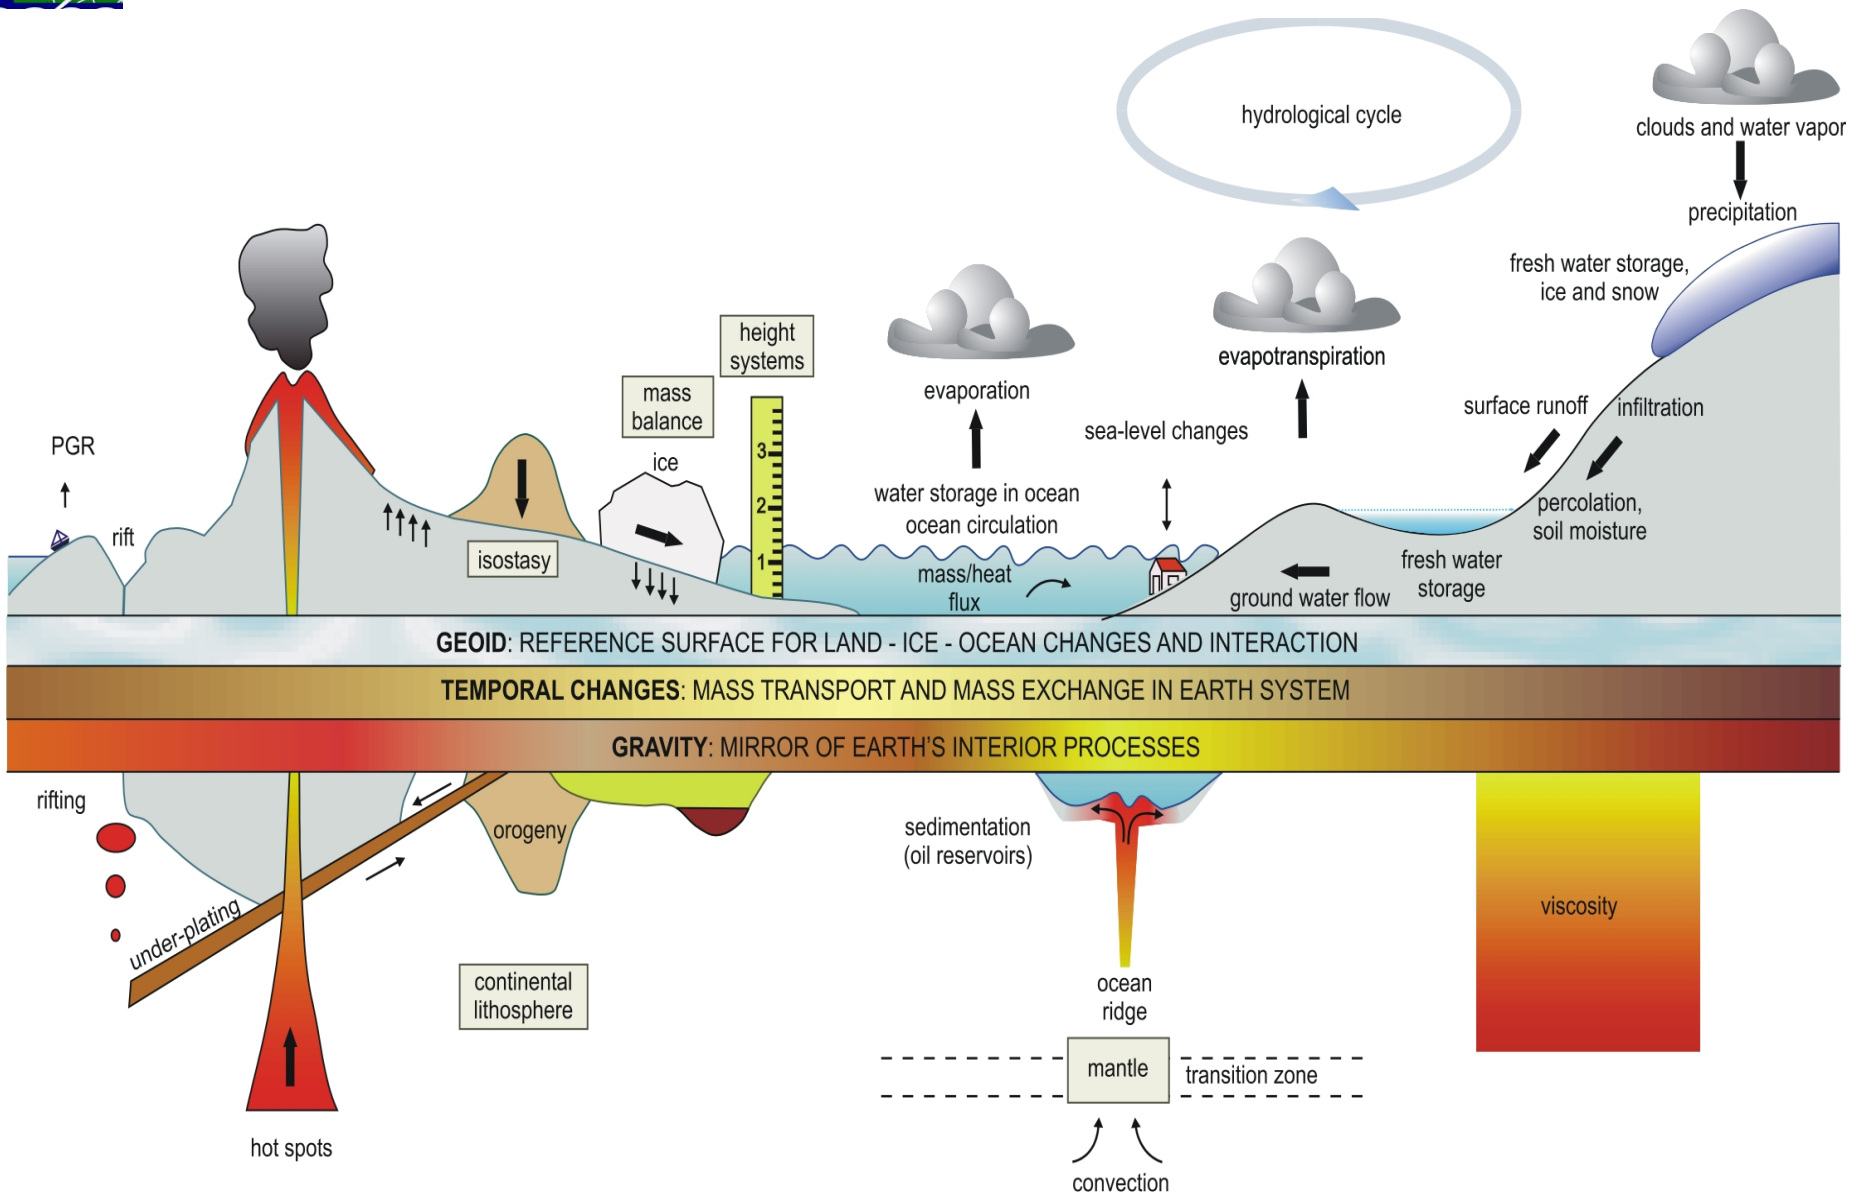 hydrological cycle
clouds and water vapor
precipitation
fresh water storage,
ice and snow
height
systems
evapotranspiration
mass
balance
evaporation
surface runoff
infiltration
sea-level changes
PGR
ice
3
water storage in ocean
ocean circulation
2
percolation,
soil moisture
rift
isostasy
1
mass/heat
flux
fresh water
storage
ground water flow
GEOID: REFERENCE SURFACE FOR LAND - ICE - OCEAN CHANGES AND INTERACTION
TEMPORAL CHANGES: MASS TRANSPORT AND MASS EXCHANGE IN EARTH SYSTEM
GRAVITY: MIRROR OF EARTH'S INTERIOR PROCESSES
rifting
orogeny
sedimentation
(oil reservoirs)
under-plating
viscosity
continental
lithosphere
ocean
ridge
mantle
transition zone
hot spots
convection